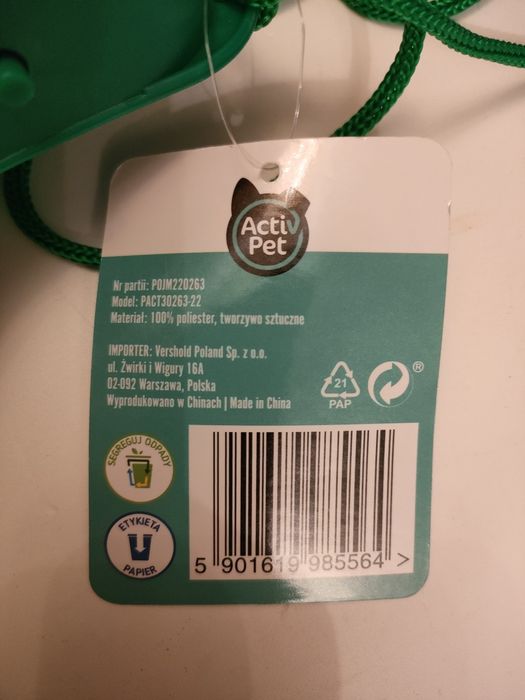 Activ
Pet
Nr partii: POJM220263
Model: PACT30263-22
Materiał: 100% poliester, tworzywo sztuczne
IMPORTER: Vershold Poland Sp. z o.o.
ul. Żwirki i Wigury 16A
02-092 Warszawa, Polska
Wyprodukowano w Chinach | Made in China
21
PAP
®
SEGREGUJ ODPADY
ETYKIETA
PAPIER
5 901619 985564 >